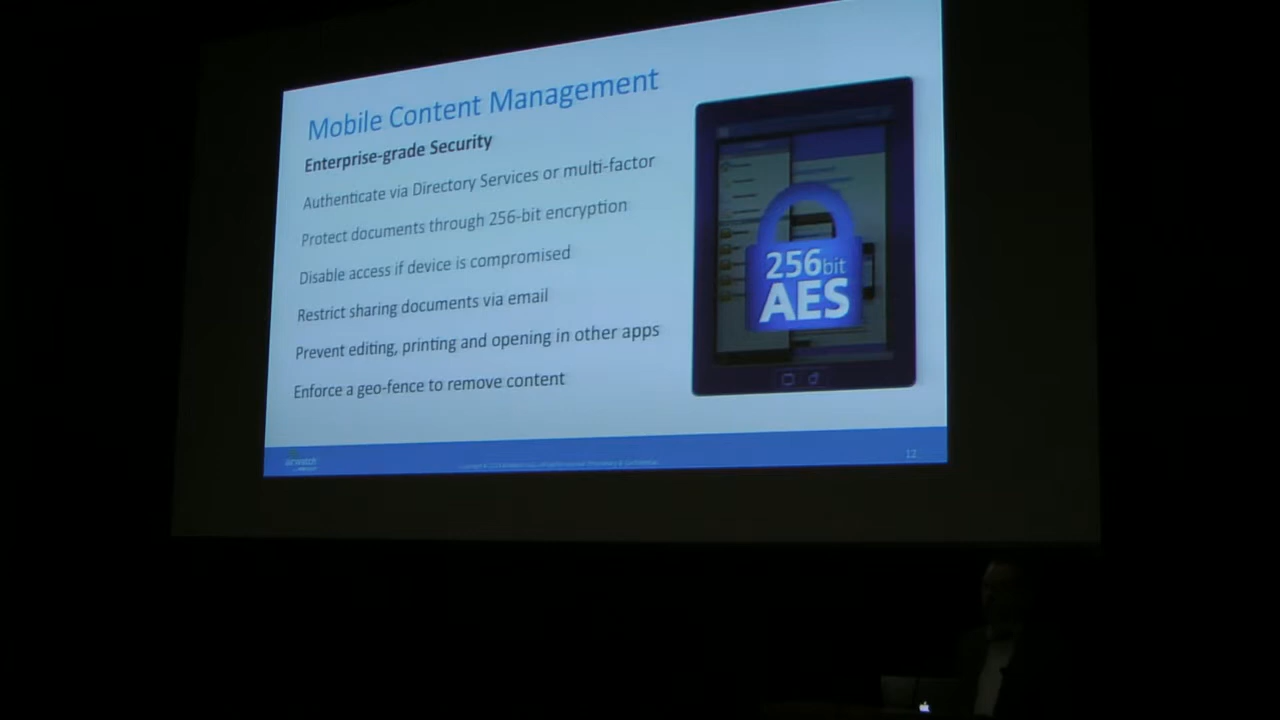 Mobile Content Management
Enterprise-grade Security
Authenticate via Directory Services or multi-factor
Protect documents through 256-bit encryption
Disable access if device is compromised
Restrict sharing documents via email
Prevent editing, printing and opening in other apps
Enforce a geo-fence to remove content
256bit
AES
airwatch
12